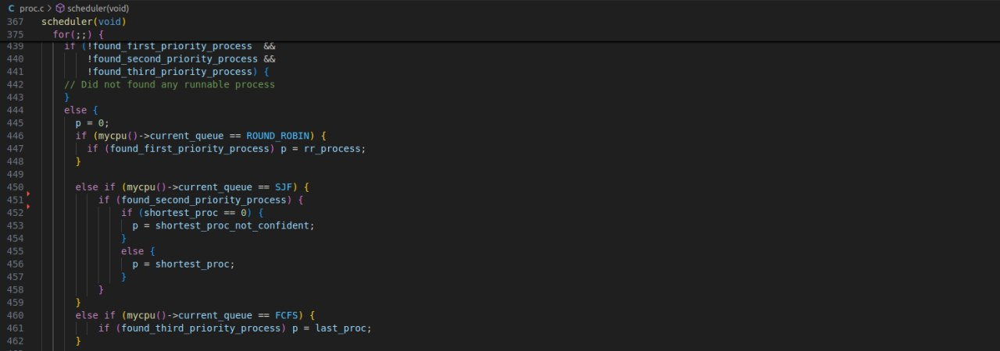 C proc.c > scheduler(void)
367 scheduler(void)
375 for(;;) {
439 if (!found_first_priority_process  &&
440 !found_second_priority_process &&
441 !found_third_priority_process) {
442 // Did not found any runnable process
443 }
444 else {
445 p = 0;
446 if (mycpu()->current_queue == ROUND_ROBIN) {
447 if (found_first_priority_process) p = rr_process;
448 }
449
450 else if (mycpu()->current_queue == SJF) {
451 if (found_second_priority_process) {
452 if (shortest_proc == 0) {
453 p = shortest_proc_not_confident;
454 }
455 else {
456 p = shortest_proc;
457 }
458 }
459 }
460 else if (mycpu()->current_queue == FCFS) {
461 if (found_third_priority_process) p = last_proc;
462 }